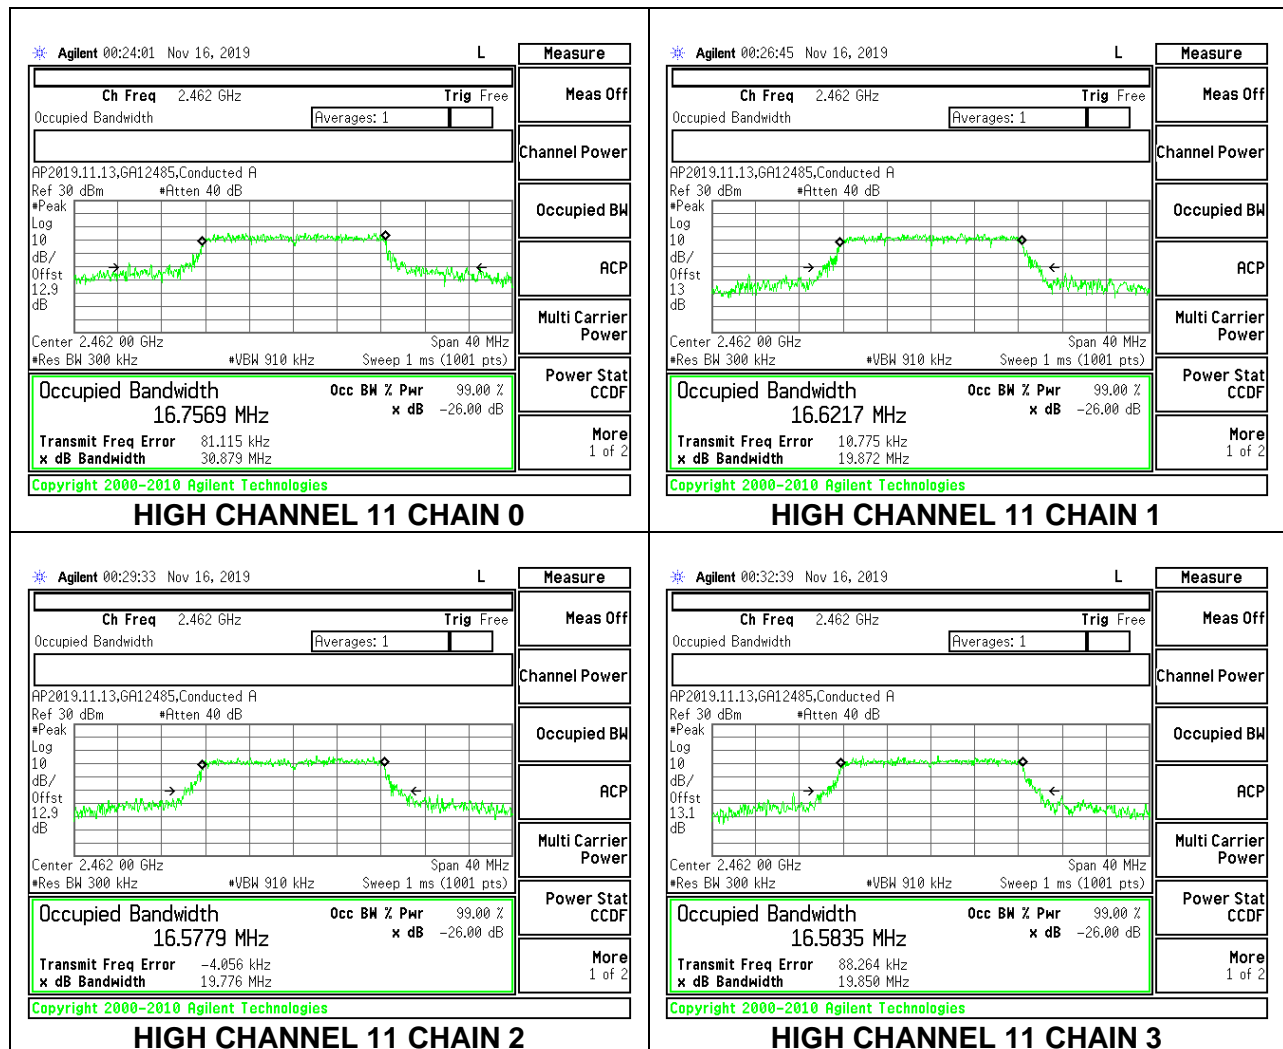 Agilent 00:24:01 Nov 16, 2019 L Measure
Ch Freq 2.462 GHz Trig Free Meas Off
Occupied Bandwidth Averages: 1
Channel Power
AP2019.11.13,GA12485,Conducted A
Ref 30 dBm #Atten 40 dB
#Peak Occupied BW
Log
10
dB/ ACP
Offst
12.9
dB Multi Carrier
Power
Center 2.462 00 GHz Span 40 MHz
#Res BW 300 kHz #VBW 910 kHz Sweep 1 ms (1001 pts)
Power Stat
CCDF
Occupied Bandwidth Occ BW % Pwr 99.00 %
16.7569 MHz x dB -26.00 dB
More
1 of 2
Transmit Freq Error 81.115 kHz
x dB Bandwidth 30.879 MHz
Copyright 2000-2010 Agilent Technologies
HIGH CHANNEL 11 CHAIN 0
Agilent 00:26:45 Nov 16, 2019 L Measure
Ch Freq 2.462 GHz Trig Free Meas Off
Occupied Bandwidth Averages: 1
Channel Power
AP2019.11.13,GA12485,Conducted A
Ref 30 dBm #Atten 40 dB
#Peak Occupied BW
Log
10
dB/ ACP
Offst
13
dB Multi Carrier
Power
Center 2.462 00 GHz Span 40 MHz
#Res BW 300 kHz #VBW 910 kHz Sweep 1 ms (1001 pts)
Power Stat
CCDF
Occupied Bandwidth Occ BW % Pwr 99.00 %
16.6217 MHz x dB -26.00 dB
More
1 of 2
Transmit Freq Error 10.775 kHz
x dB Bandwidth 19.872 MHz
Copyright 2000-2010 Agilent Technologies
HIGH CHANNEL 11 CHAIN 1
Agilent 00:29:33 Nov 16, 2019 L Measure
Ch Freq 2.462 GHz Trig Free Meas Off
Occupied Bandwidth Averages: 1
Channel Power
AP2019.11.13,GA12485,Conducted A
Ref 30 dBm #Atten 40 dB
#Peak Occupied BW
Log
10
dB/ ACP
Offst
12.9
dB Multi Carrier
Power
Center 2.462 00 GHz Span 40 MHz
#Res BW 300 kHz #VBW 910 kHz Sweep 1 ms (1001 pts)
Power Stat
CCDF
Occupied Bandwidth Occ BW % Pwr 99.00 %
16.5779 MHz x dB -26.00 dB
More
1 of 2
Transmit Freq Error -4.056 kHz
x dB Bandwidth 19.776 MHz
Copyright 2000-2010 Agilent Technologies
HIGH CHANNEL 11 CHAIN 2
Agilent 00:32:39 Nov 16, 2019 L Measure
Ch Freq 2.462 GHz Trig Free Meas Off
Occupied Bandwidth Averages: 1
Channel Power
AP2019.11.13,GA12485,Conducted A
Ref 30 dBm #Atten 40 dB
#Peak Occupied BW
Log
10
dB/ ACP
Offst
13.1
dB Multi Carrier
Power
Center 2.462 00 GHz Span 40 MHz
#Res BW 300 kHz #VBW 910 kHz Sweep 1 ms (1001 pts)
Power Stat
CCDF
Occupied Bandwidth Occ BW % Pwr 99.00 %
16.5835 MHz x dB -26.00 dB
More
1 of 2
Transmit Freq Error 88.264 kHz
x dB Bandwidth 19.850 MHz
Copyright 2000-2010 Agilent Technologies
HIGH CHANNEL 11 CHAIN 3